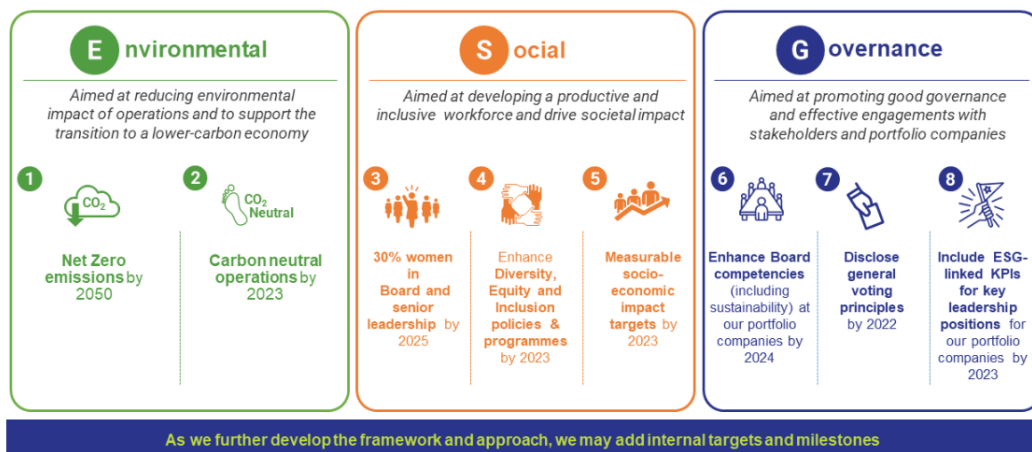 Environmental
Aimed at reducing environmental
impact of operations and to support the
transition to a lower-carbon economy
1
CO2
Net Zero
emissions by
2050
2
CO2
Neutral
Carbon neutral
operations by
2023
Social
Aimed at developing a productive and
inclusive workforce and drive societal impact
3
30% women
in
Board and
senior
leadership by
2025
4
Enhance
Diversity,
Equity and
Inclusion
policies &
programmes
by 2023
5
Measurable
socio-
economic
impact
targets by
2023
Governance
Aimed at promoting good governance
and effective engagements with
stakeholders and portfolio companies
6
Enhance Board
competencies
(including
sustainability) at
our portfolio
companies by
2024
7
Disclose
general
voting
principles
by 2022
8
Include ESG-
linked KPIs
for key
leadership
positions for
our portfolio
companies by
2023
As we further develop the framework and approach, we may add internal targets and milestones